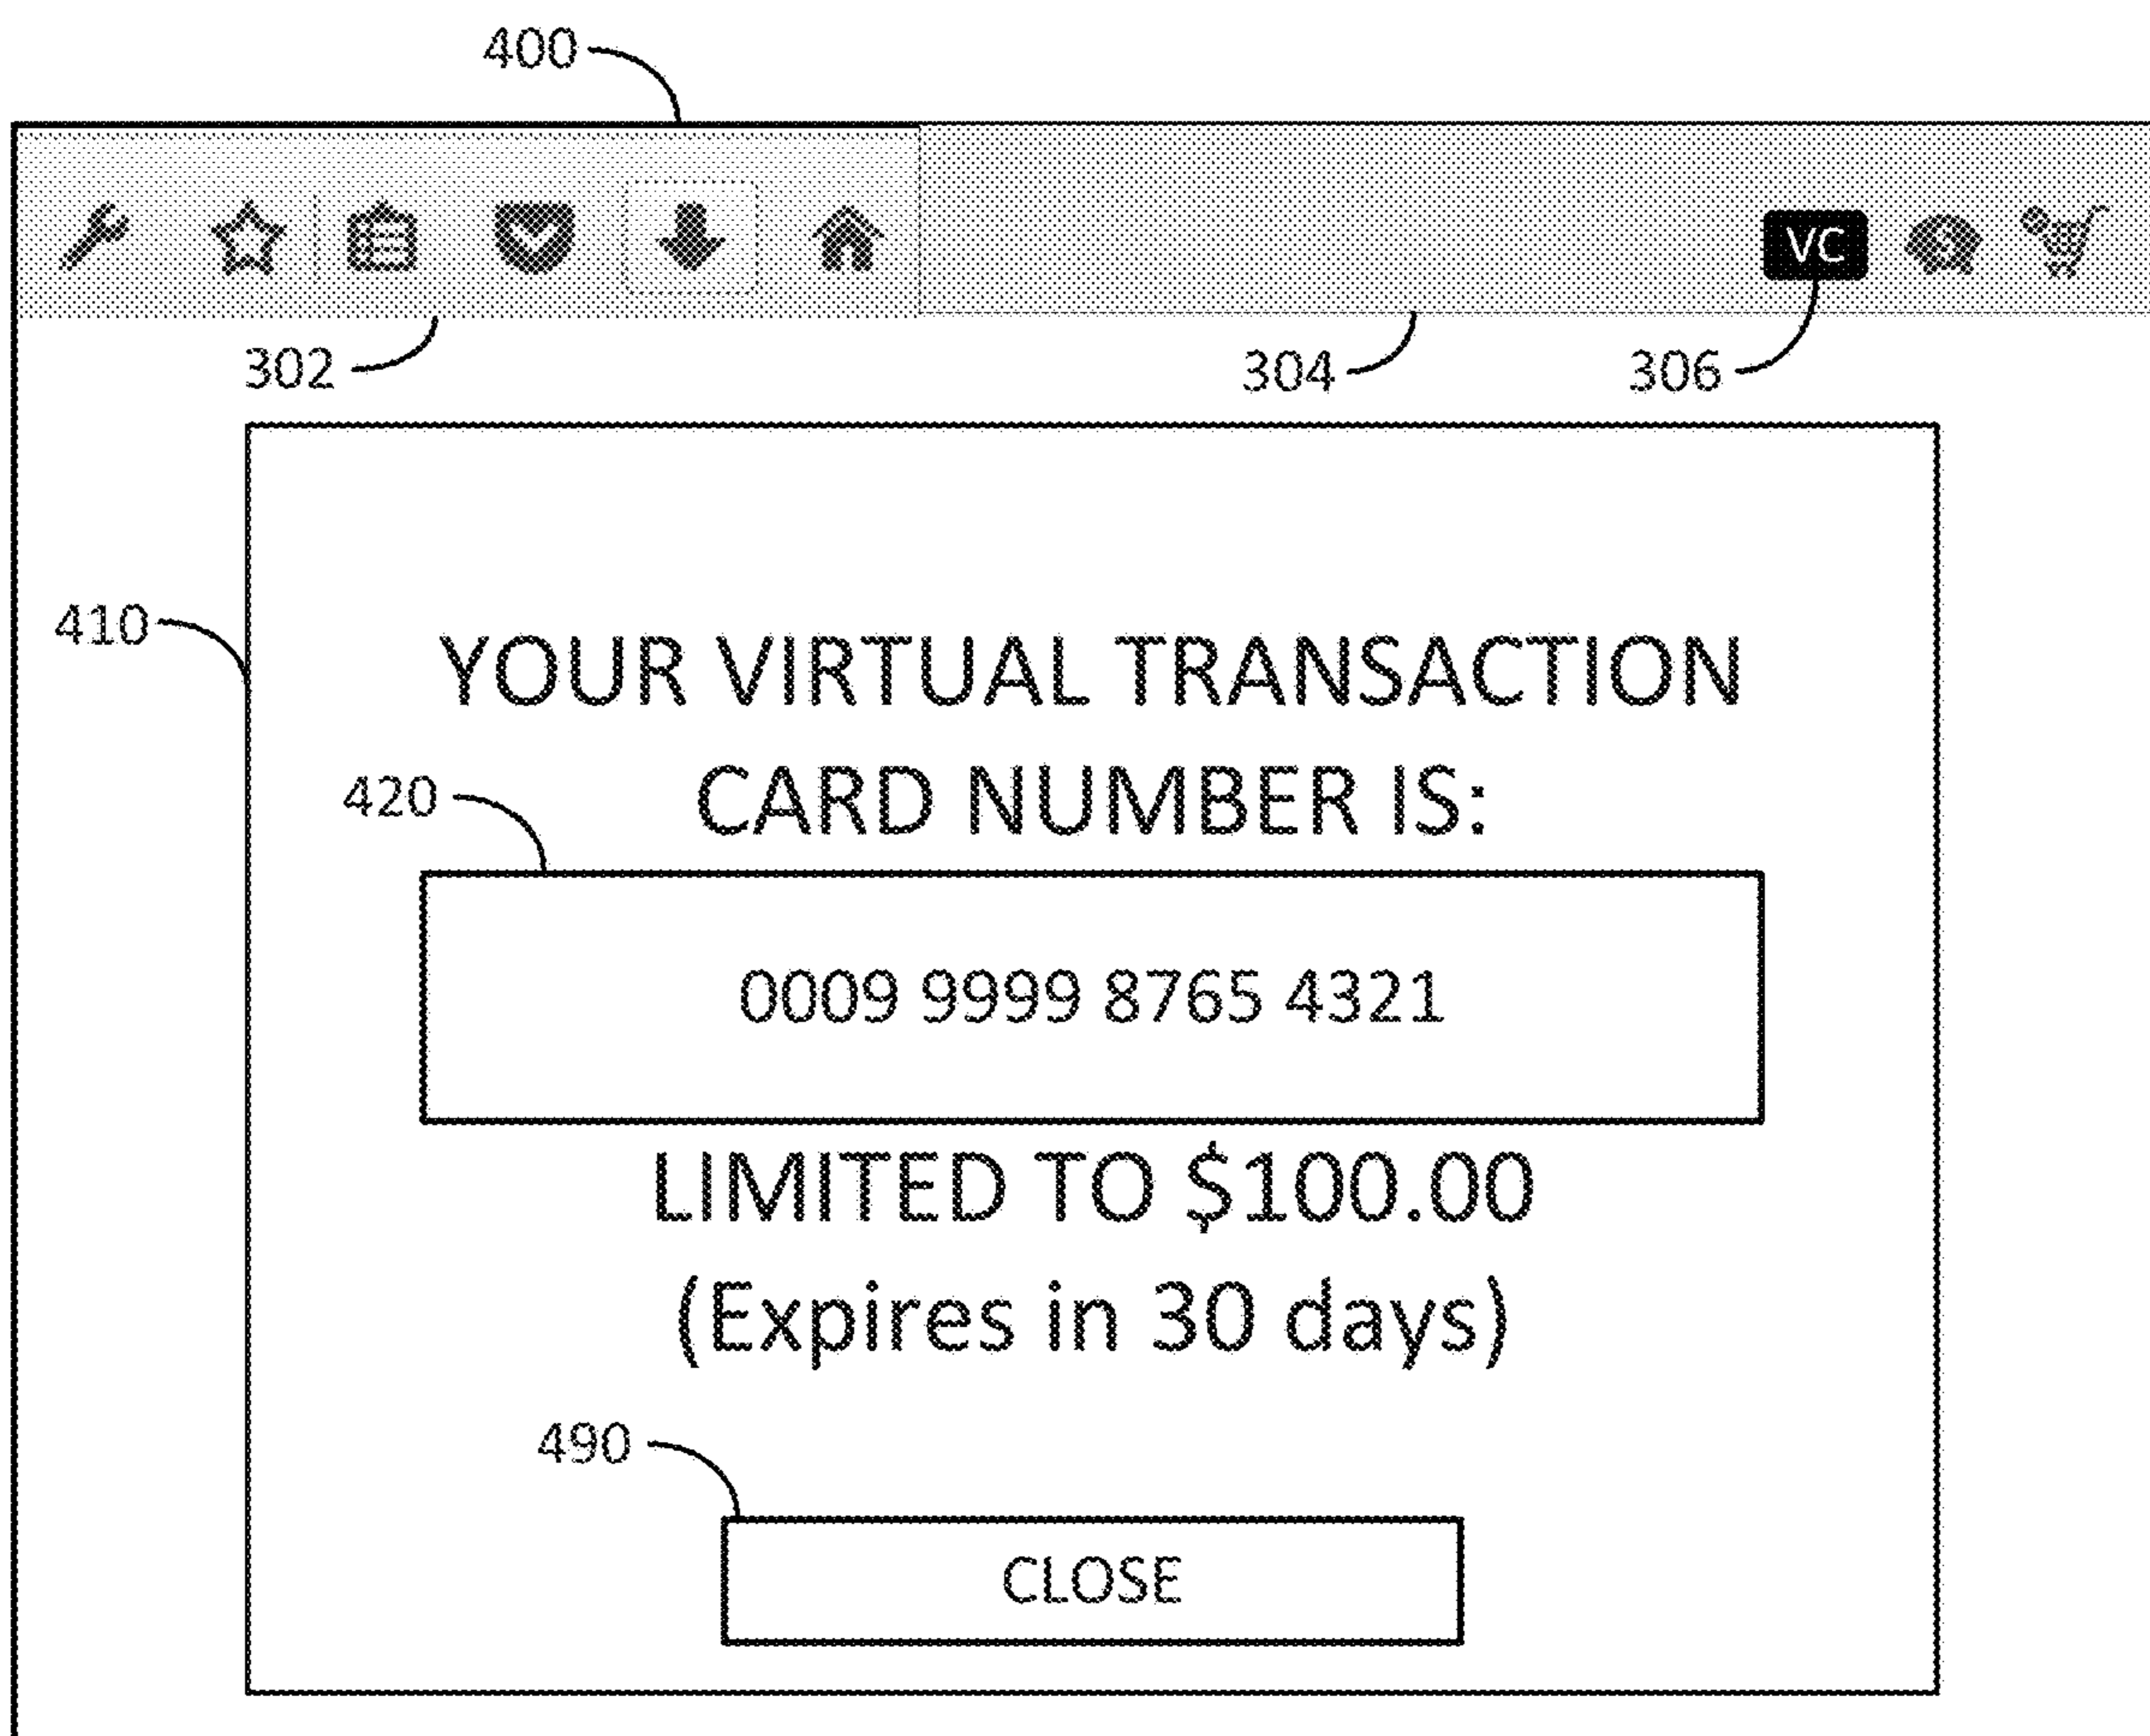 400
VC
302
304
306
410
YOUR VIRTUAL TRANSACTION
CARD NUMBER IS:
420
0009 9999 8765 4321
LIMITED TO $100.00
(Expires in 30 days)
490
CLOSE